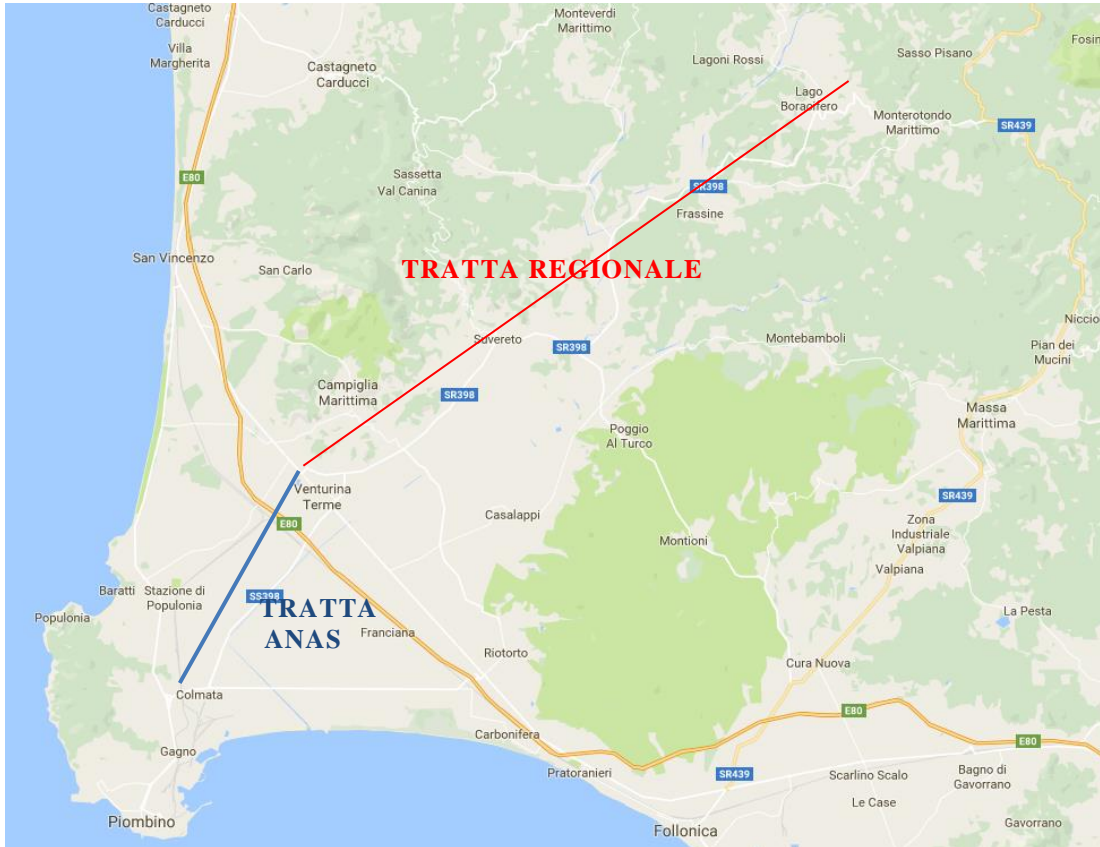 Castagneto
Carducci
Monteverdi
Marittimo
Villa
Margherita
Castagneto
Carducci
Lagoni Rossi
Sasso Pisano
Fosin
Lago
Boracifero
Monterotondo
Marittimo
SR439
Sassetta
Val Canina
E80
SR398
Frassine
San Vincenzo
San Carlo
TRATTA REGIONALE
Niccio
Suvereto
SR398
Montebamboli
Pian dei
Mucini
Campiglia
Marittima
SR398
Massa
Marittima
Poggio
Al Turco
Venturina
Terme
SR439
E80
Casalappi
Zona
Industriale
Valpiana
Montioni
Valpiana
Baratti
Stazione di
Populonia
SS398
TRATTA
ANAS
Populonia
Franciana
La Pesta
Riotorto
Cura Nuova
Colmata
E80
Gagno
Carbonifera
E80
Pratoranieri
SR439
Scarlino Scalo
Bagno di
Gavorrano
Le Case
Piombino
Follonica
Gavorrano